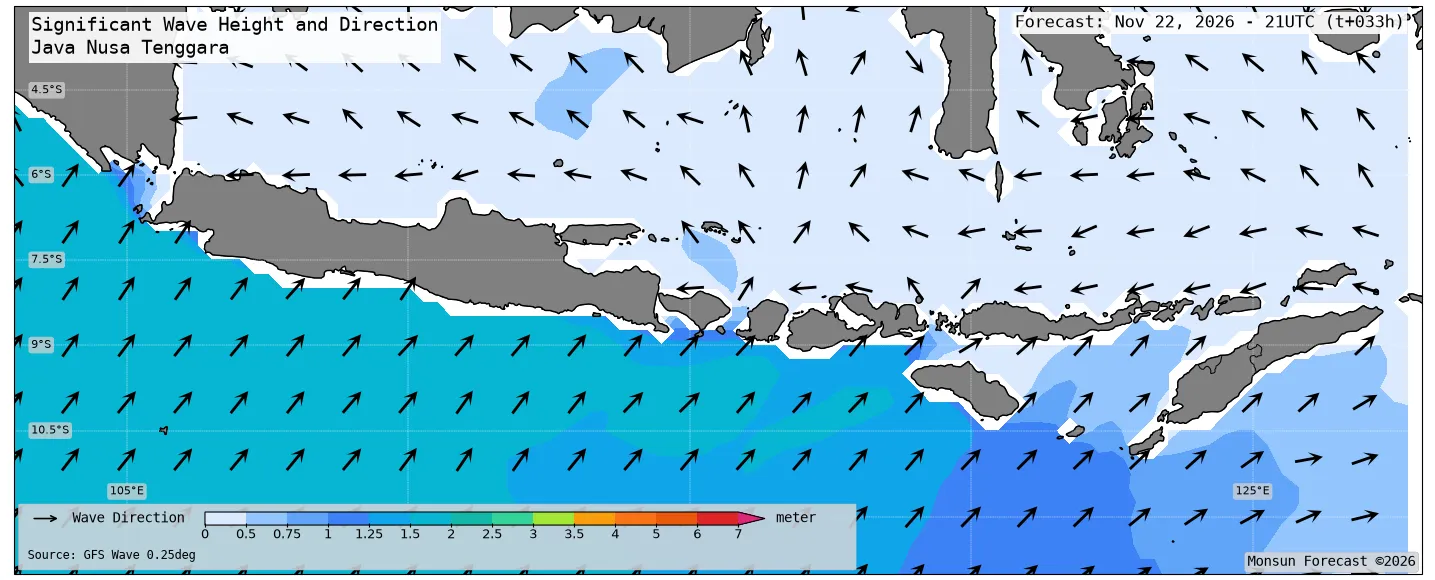 Significant Wave Height and Direction
Java Nusa Tenggara
Forecast: Nov 22, 2026 - 21UTC (t+033h)
4.5°S
6°S
7.5°S
9°S
10.5°S
105°E
125°E
Wave Direction
0 0.5 0.75 1 1.25 1.5 2 2.5 3 3.5 4 5 6 7
meter
Source: GFS Wave 0.25deg
Monsun Forecast ©2026